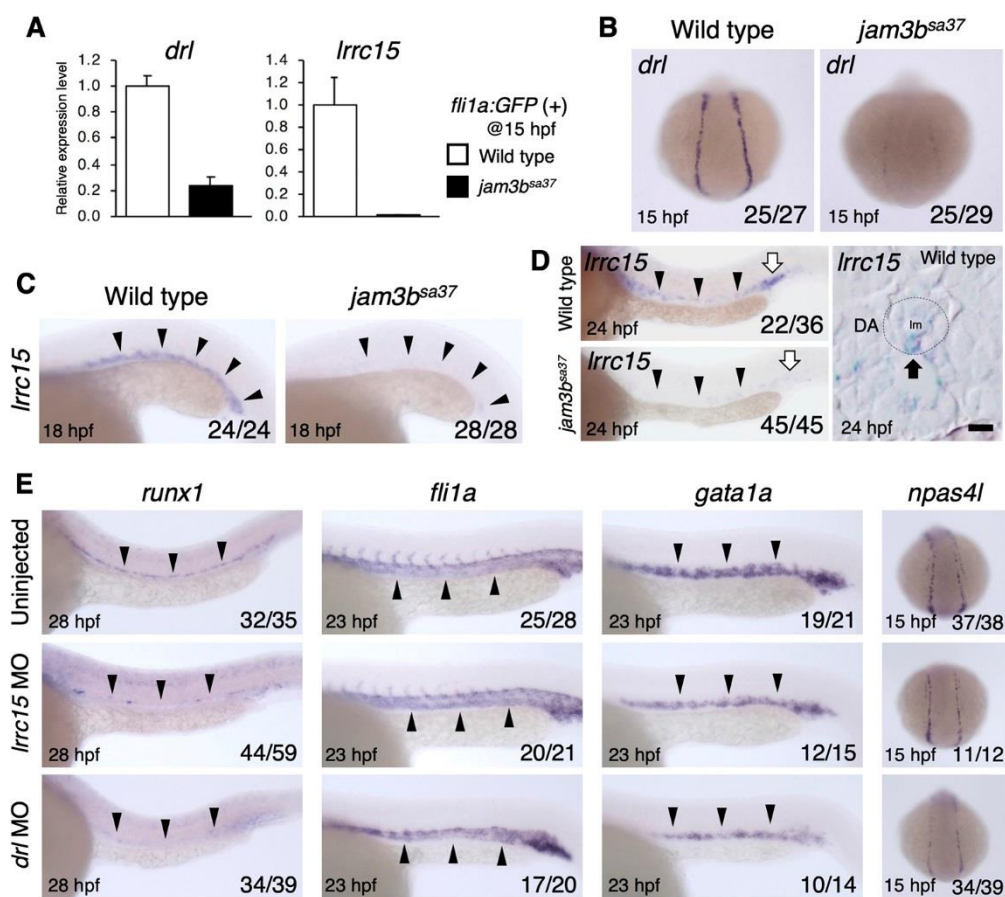 A
drl
lrrc15
Relative expression level
1.2
1.0
0.8
0.6
0.4
0.2
0.0
1.4
1.2
1.0
0.8
0.6
0.4
0.2
0.0
fli1a:GFP (+)
@15 hpf
Wild type
jam3bsa37
B
Wild type
jam3bsa37
drl
15 hpf
25/27
drl
15 hpf
25/29
C
Wild type
jam3bsa37
lrrc15
18 hpf
24/24
18 hpf
28/28
D
Wild type
lrrc15
24 hpf
22/36
jam3bsa37
lrrc15
24 hpf
45/45
lrrc15
Wild type
DA
lm
24 hpf
E
runx1
fli1a
gata1a
npas4l
Uninjected
28 hpf
32/35
23 hpf
25/28
23 hpf
19/21
15 hpf
37/38
lrrc15 MO
28 hpf
44/59
23 hpf
20/21
23 hpf
12/15
15 hpf
11/12
drl MO
28 hpf
34/39
23 hpf
17/20
23 hpf
10/14
15 hpf
34/39